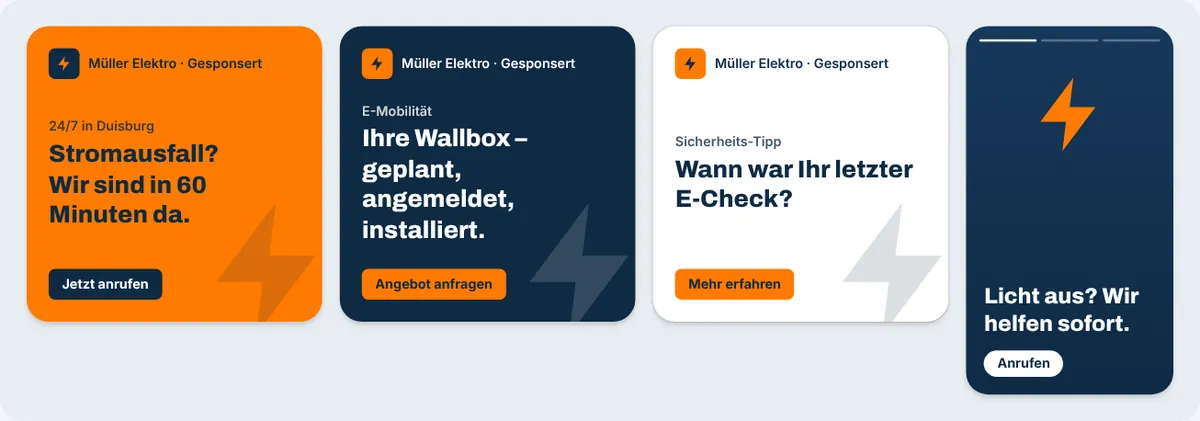 Müller Elektro · Gesponsert
24/7 in Duisburg
Stromausfall?
Wir sind in 60
Minuten da.
Jetzt anrufen
Müller Elektro · Gesponsert
E-Mobilität
Ihre Wallbox –
geplant,
angemeldet,
installiert.
Angebot anfragen
Müller Elektro · Gesponsert
Sicherheits-Tipp
Wann war Ihr letzter
E-Check?
Mehr erfahren
Licht aus? Wir
helfen sofort.
Anrufen